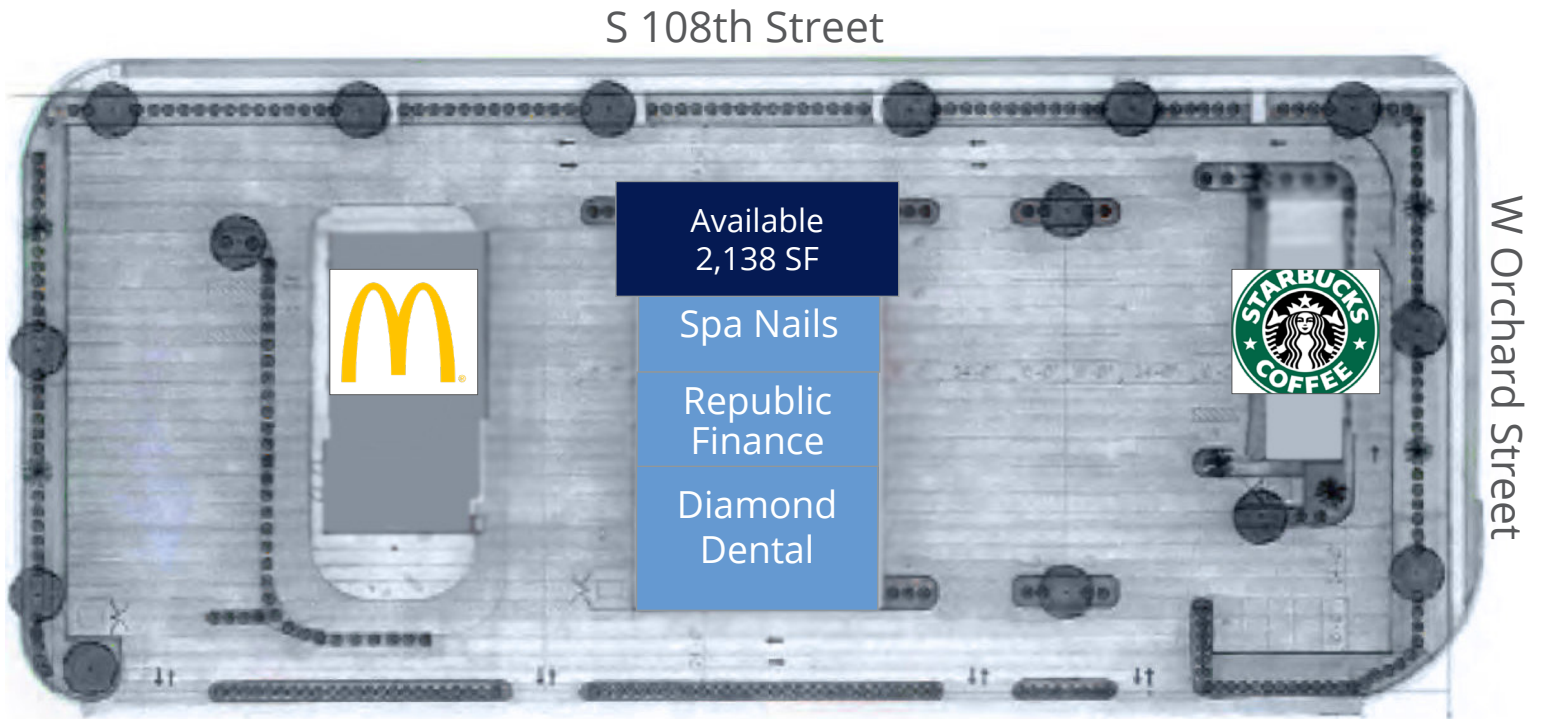 S 108th Street
Available
2,138 SF
Spa Nails
Republic
Finance
Diamond
Dental
STARBUCKS
COFFEE
W Orchard Street